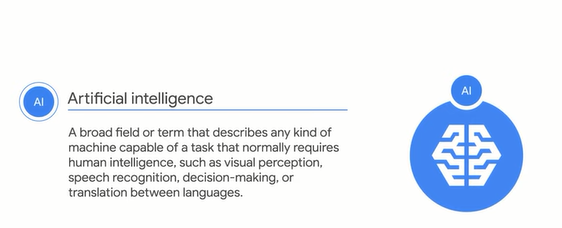 AI
Artificial intelligence
A broad field or term that describes any kind of
machine capable of a task that normally requires
human intelligence, such as visual perception,
speech recognition, decision-making, or
translation between languages.
AI